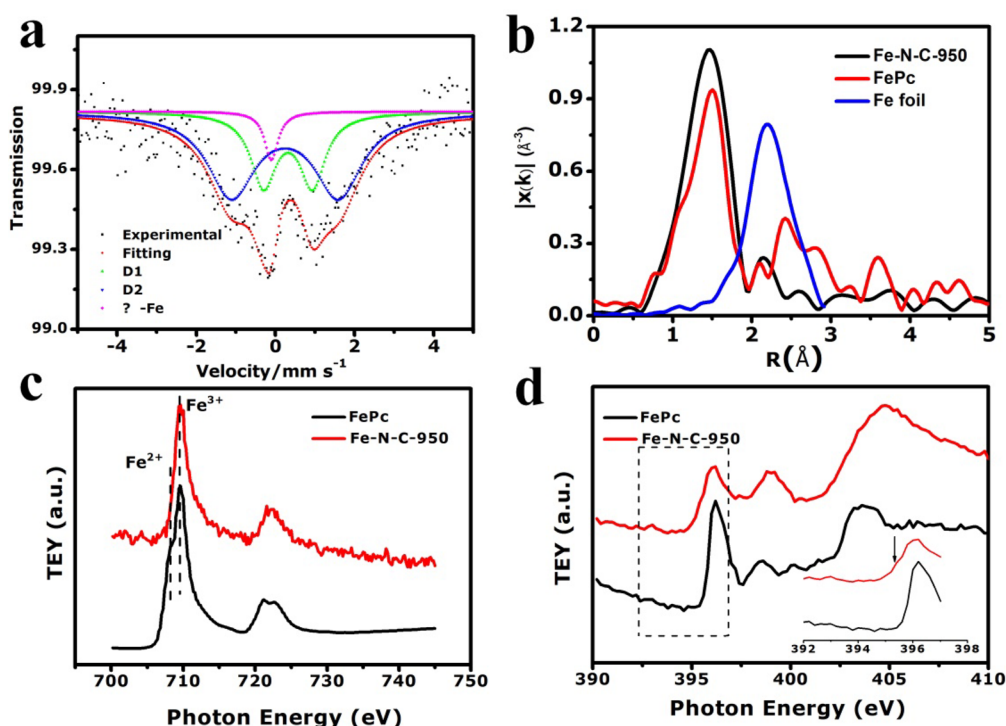 a
Transmission
99.9
99.6
99.3
99.0
Experimental
Fitting
D1
D2
? -Fe
-4 -2 0 2 4
Velocity/mm s⁻¹
b
|x(k)| (Å⁻³)
1.2
0.9
0.6
0.3
0.0
Fe-N-C-950
FePc
Fe foil
0 1 2 3 4 5
R(Å)
c
TEY (a.u.)
Fe²⁺
Fe³⁺
FePc
Fe-N-C-950
700 710 720 730 740 750
Photon Energy (eV)
d
TEY (a.u.)
FePc
Fe-N-C-950
392 394 396 398
390 395 400 405 410
Photon Energy (eV)